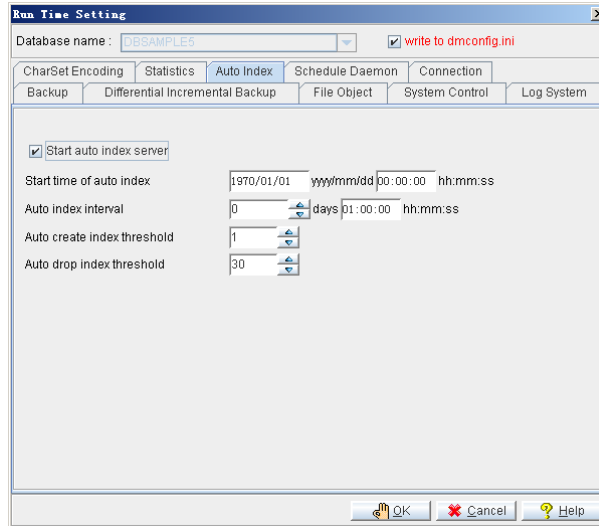 Run Time Setting
Database name : DBSAMPLE5 write to dmconfig.ini
CharSet Encoding Statistics Auto Index Schedule Daemon Connection
Backup Differential Incremental Backup File Object System Control Log System
Start auto index server
Start time of auto index 1970/01/01 yyyy/mm/dd 00:00:00 hh:mm:ss
Auto index interval 0 days 01:00:00 hh:mm:ss
Auto create index threshold 1
Auto drop index threshold 30
OK Cancel Help